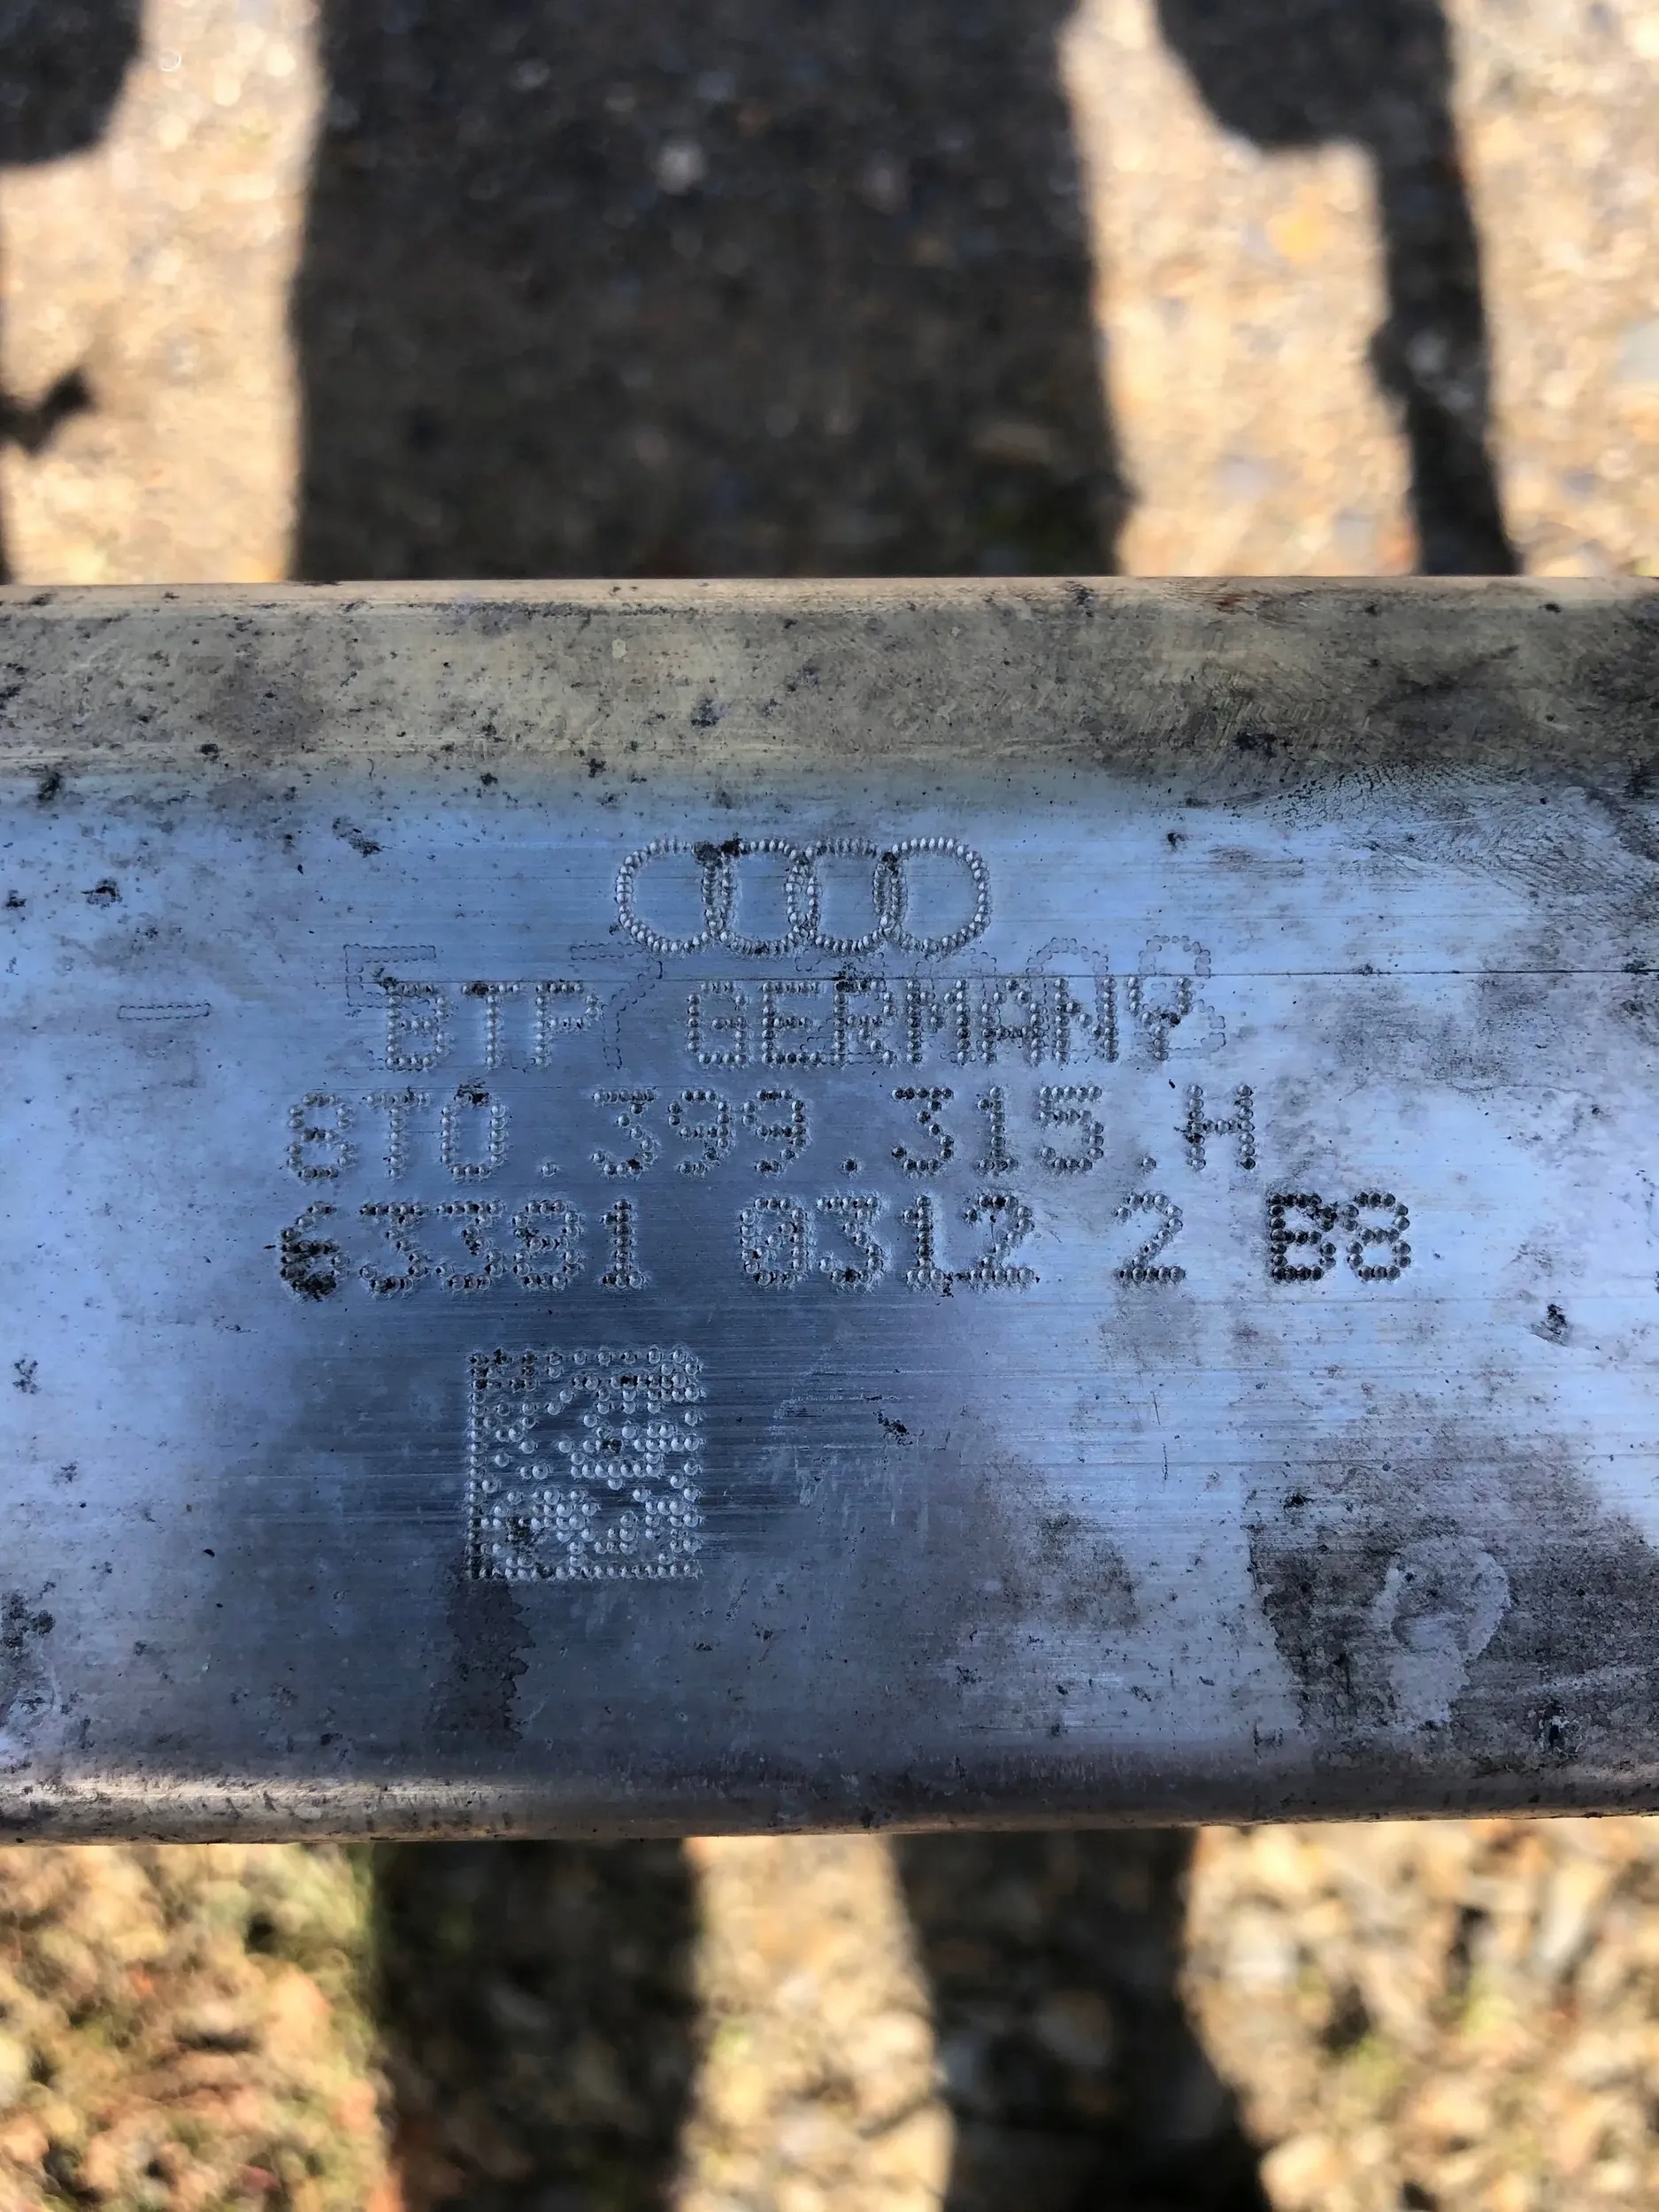 BTP GERMANY
8T0.399.315.H
63381 0312 2 B8